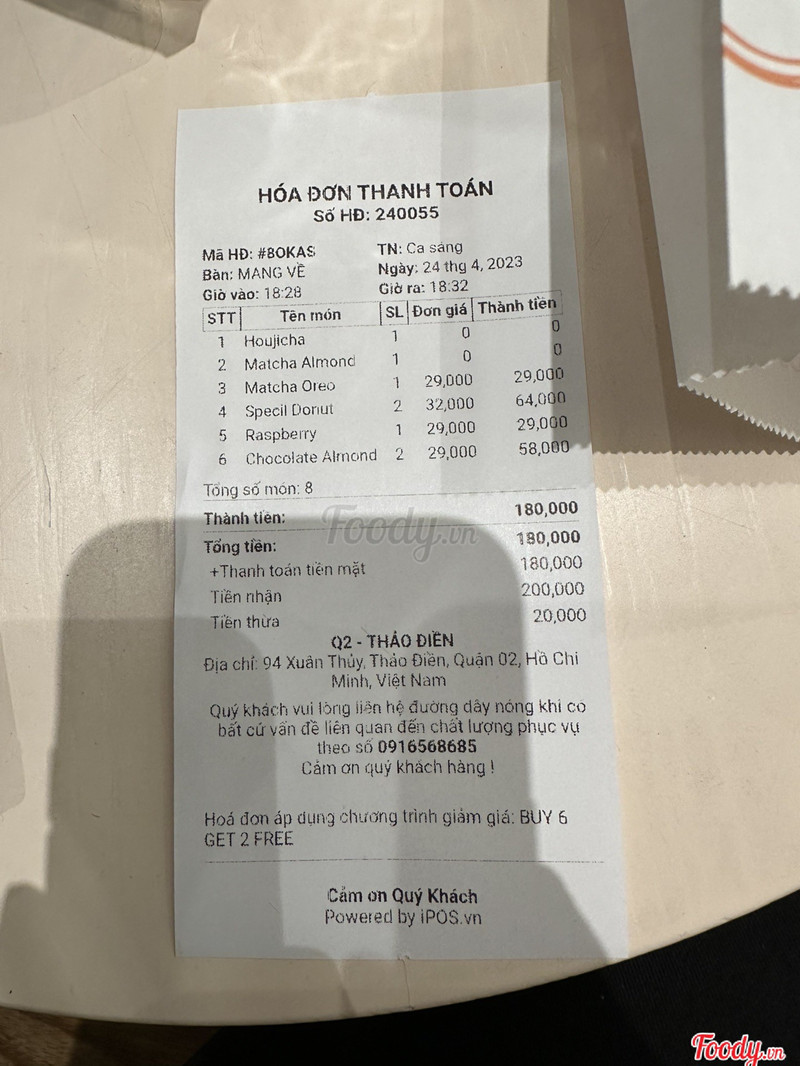 HÓA ĐƠN THANH TOÁN
Số HĐ: 240055
Mã HĐ: #8OKAS TN: Ca sáng
Bàn: MANG VỀ Ngày: 24 thg 4, 2023
Giờ vào: 18:28 Giờ ra: 18:32
STT Tên món SL Đơn giá Thành tiền
1 Houjicha 1 0 0
2 Matcha Almond 1 0 0
3 Matcha Oreo 1 29,000 29,000
4 Specil Donut 2 32,000 64,000
5 Raspberry 1 29,000 29,000
6 Chocolate Almond 2 29,000 58,000
Tổng số món: 8
Thành tiền: 180,000
Tổng tiền: 180,000
+Thanh toán tiền mặt 180,000
Tiền nhận 200,000
Tiền thừa 20,000
Q2 - THẢO ĐIỀN
Địa chỉ: 94 Xuân Thủy, Thảo Điền, Quận 02, Hồ Chí
Minh, Việt Nam
Quý khách vui lòng liên hệ đường dây nóng khi có
bất cứ vấn đề liên quan đến chất lượng phục vụ
theo số 0916568685
Cảm ơn quý khách hàng !
Hoá đơn áp dụng chương trình giảm giá: BUY 6
GET 2 FREE
Cảm ơn Quý Khách
Powered by iPOS.vn
Foody.vn
Foody.vn